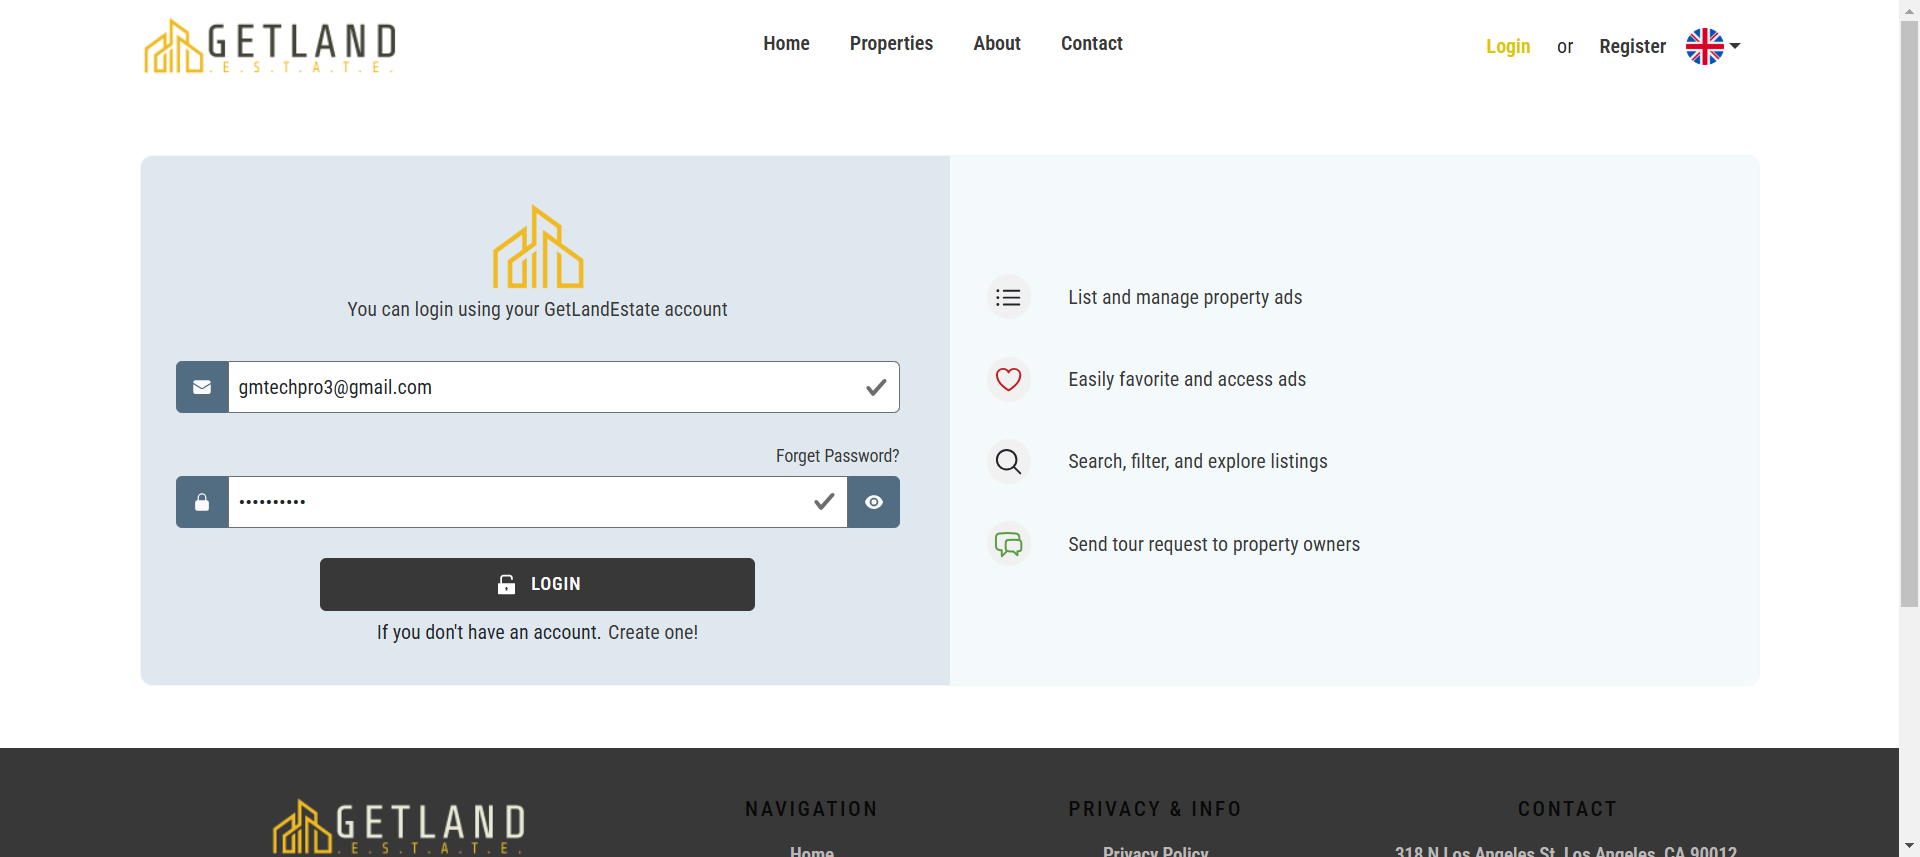 GETLAND
.E.S.T.A.T.E.
Home
Properties
About
Contact
Login or Register
You can login using your GetLandEstate account
gmtechpro3@gmail.com
Forget Password?
••••••••••
LOGIN
If you don't have an account. Create one!
List and manage property ads
Easily favorite and access ads
Search, filter, and explore listings
Send tour request to property owners
GETLAND
.E.S.T.A.T.E.
NAVIGATION
Home
PRIVACY & INFO
Privacy Policy
CONTACT
318 N Los Angeles St, Los Angeles, CA 90012